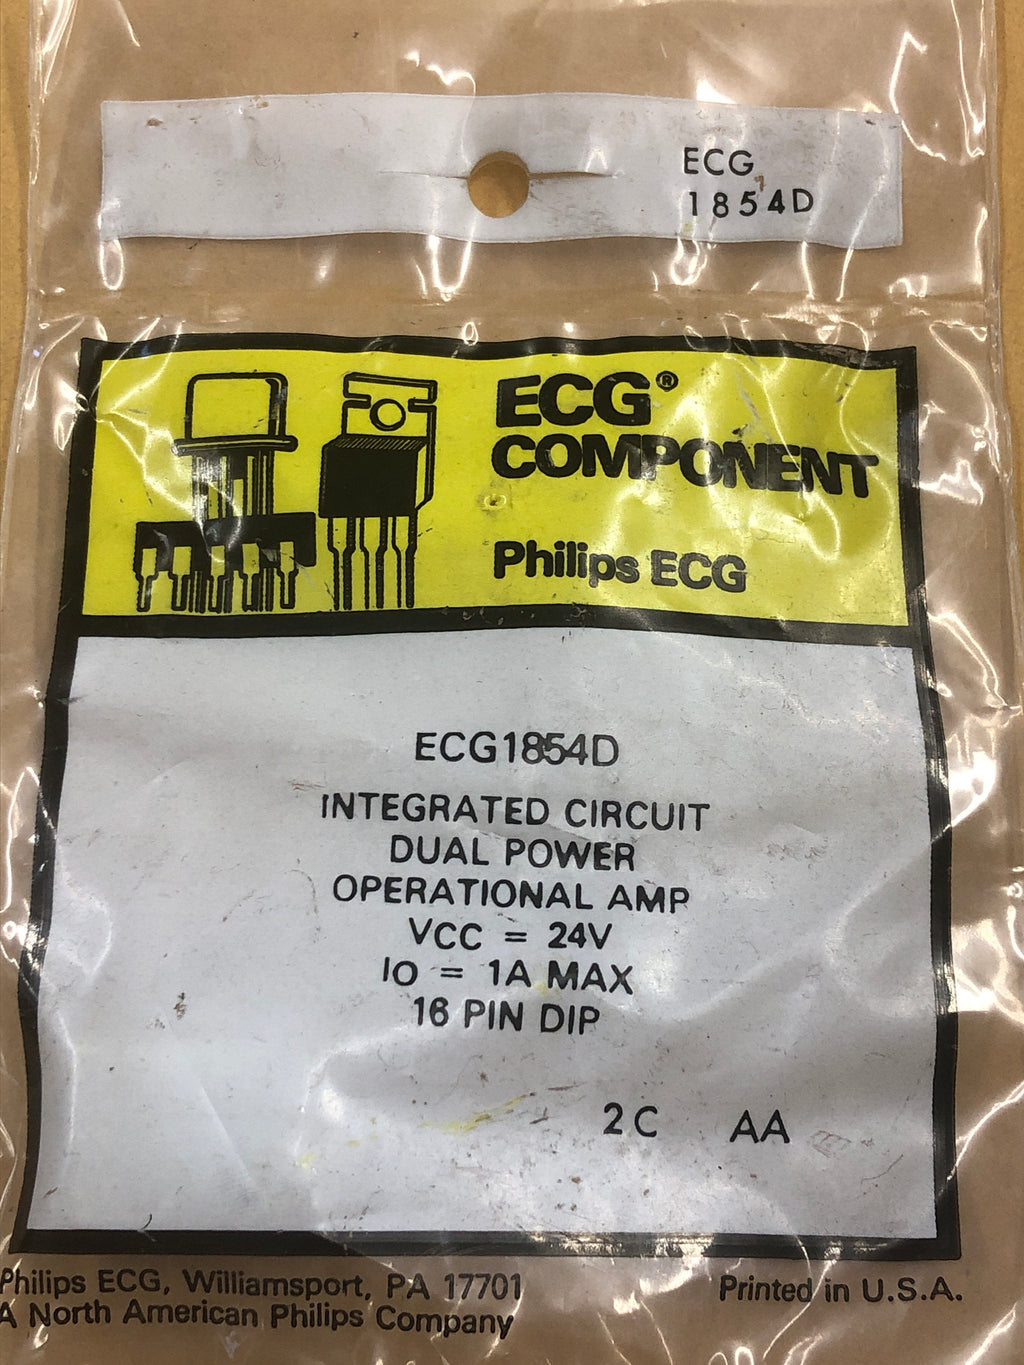 ECG
1854D
ECG®
COMPONENT
Philips ECG
ECG1854D
INTEGRATED CIRCUIT
DUAL POWER
OPERATIONAL AMP
VCC = 24V
IO = 1A MAX
16 PIN DIP
2C AA
Philips ECG, Williamsport, PA 17701
A North American Philips Company
Printed in U.S.A.